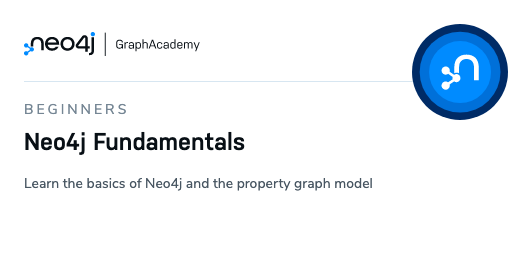 neo4j | GraphAcademy
BEGINNERS
Neo4j Fundamentals
Learn the basics of Neo4j and the property graph model
n